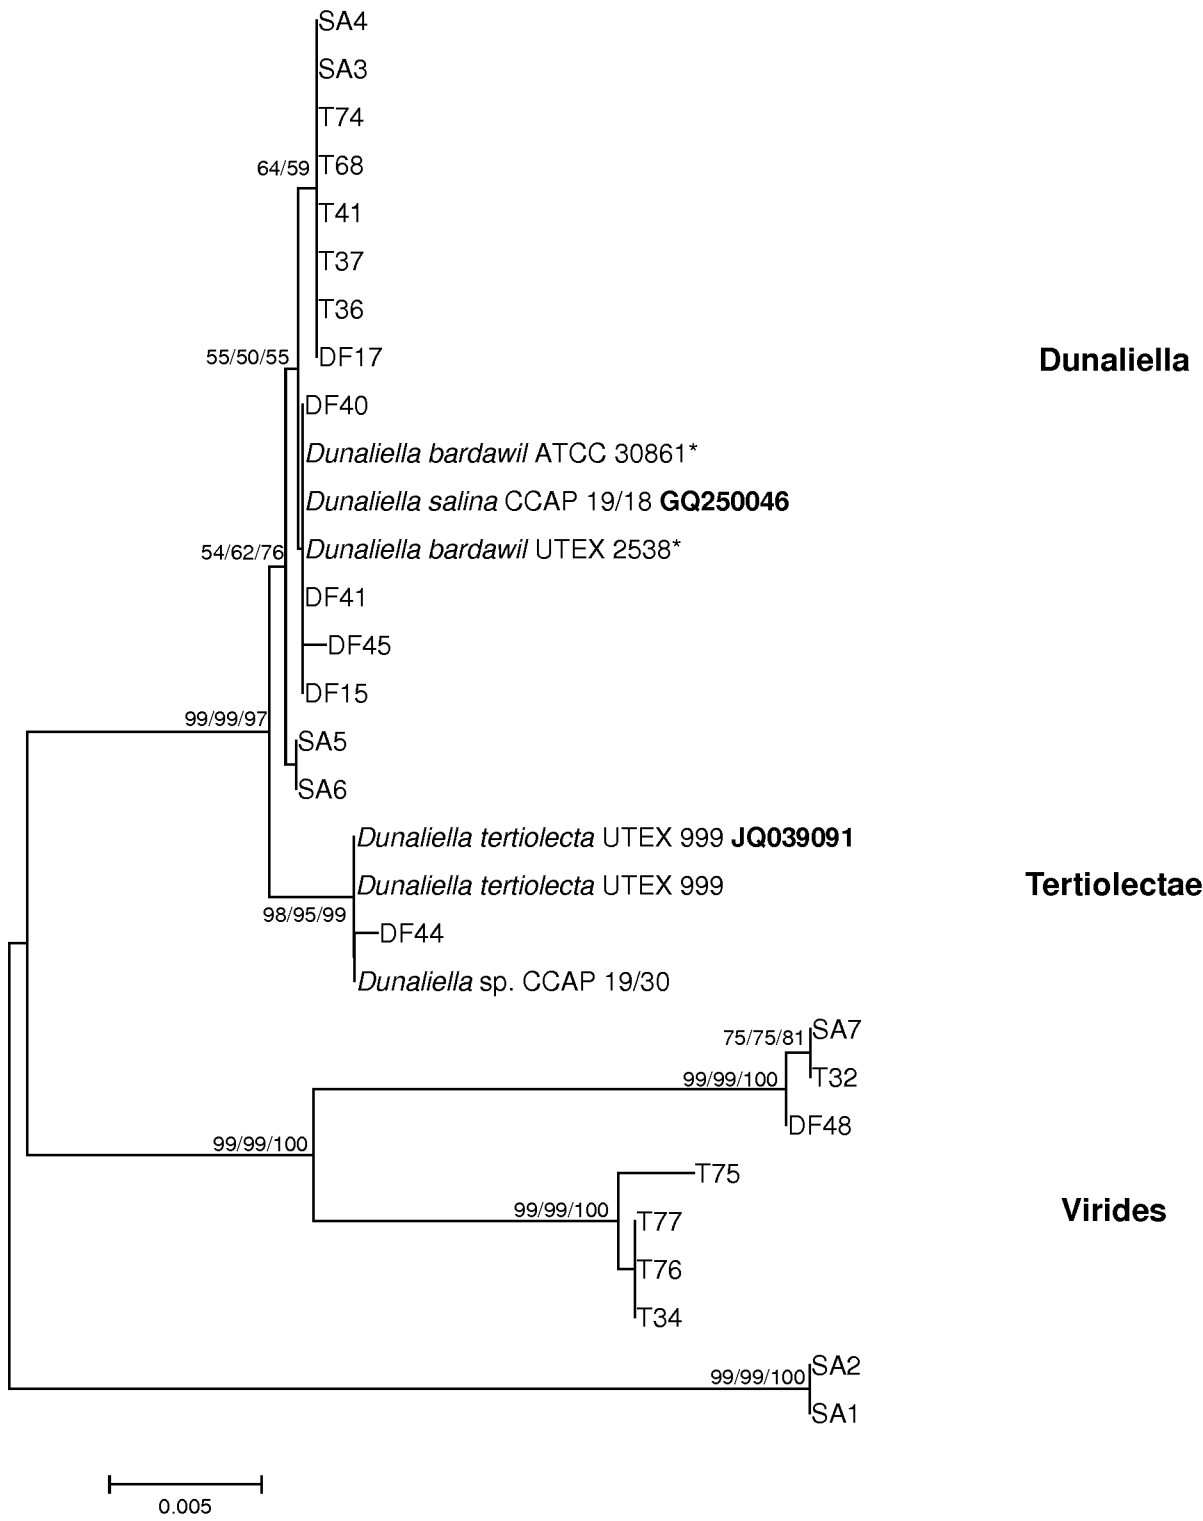 SA4
SA3
T74
64/59
T68
T41
T37
T36
55/50/55
DF17
Dunaliella
DF40
Dunaliella bardawil ATCC 30861*
Dunaliella salina CCAP 19/18 GQ250046
54/62/76
Dunaliella bardawil UTEX 2538*
DF41
DF45
DF15
99/99/97
SA5
SA6
Dunaliella tertiolecta UTEX 999 JQ039091
Dunaliella tertiolecta UTEX 999
Tertiolectae
98/95/99
DF44
Dunaliella sp. CCAP 19/30
SA7
75/75/81
T32
99/99/100
DF48
99/99/100
T75
99/99/100
T77
Virides
T76
T34
SA2
99/99/100
SA1
0.005